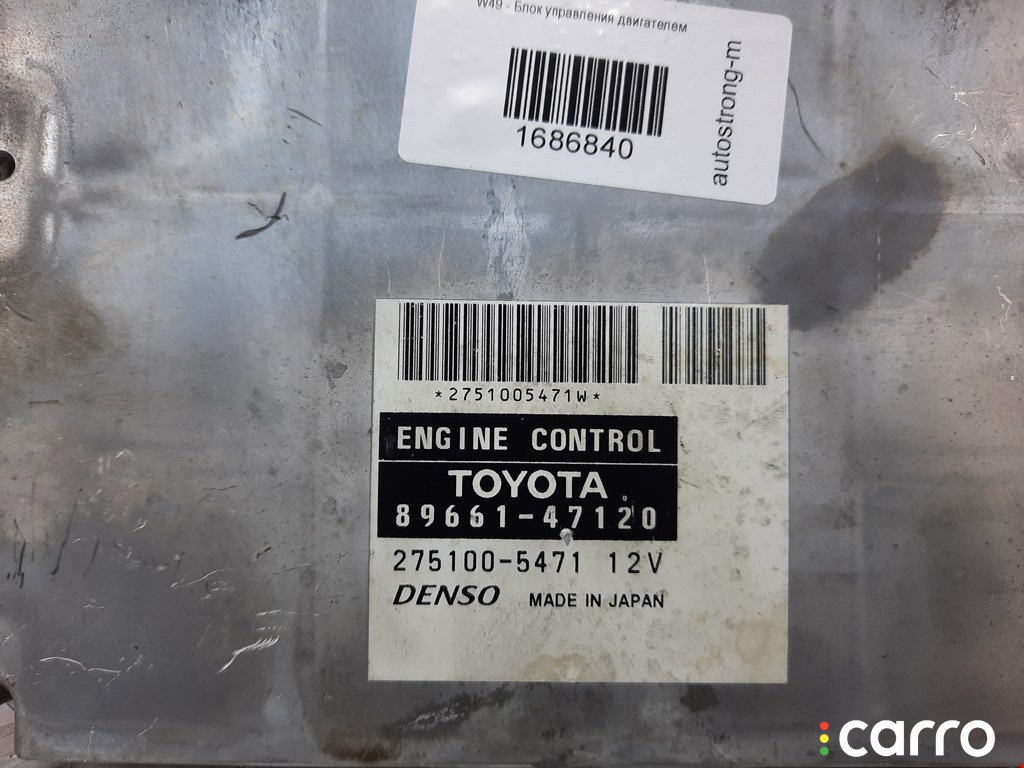 W49 - Блок управления двигателем
1686840
autostrong-m
*2751005471W*
ENGINE CONTROL
TOYOTA
89661-47120
275100-5471 12V
DENSO MADE IN JAPAN
carro